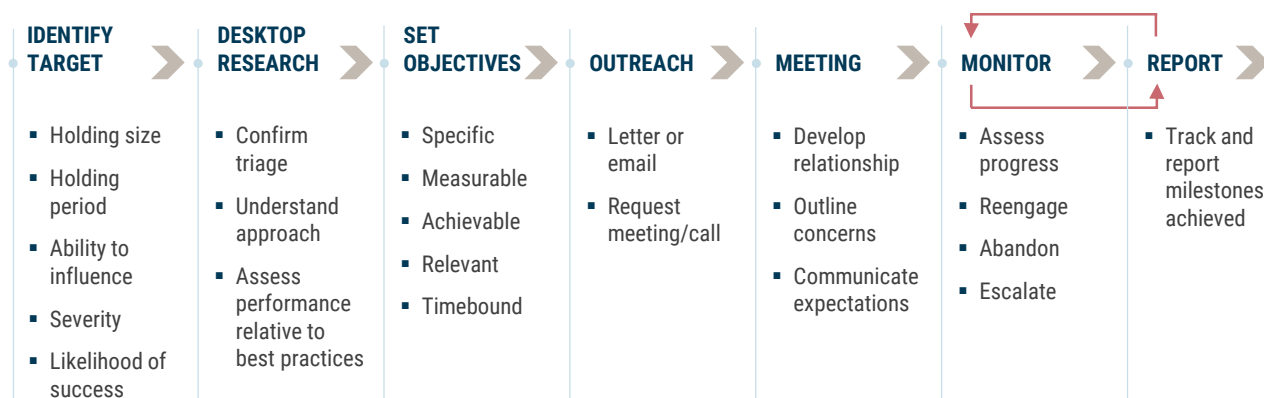 IDENTIFY
TARGET
Holding size
Holding
period
Ability to
influence
Severity
Likelihood of
success
DESKTOP
RESEARCH
Confirm
triage
Understand
approach
Assess
performance
relative to
best practices
SET
OBJECTIVES
Specific
Measurable
Achievable
Relevant
Timebound
OUTREACH
Letter or
email
Request
meeting/call
MEETING
Develop
relationship
Outline
concerns
Communicate
expectations
MONITOR
Assess
progress
Reengage
Abandon
Escalate
REPORT
Track and
report
milestones
achieved